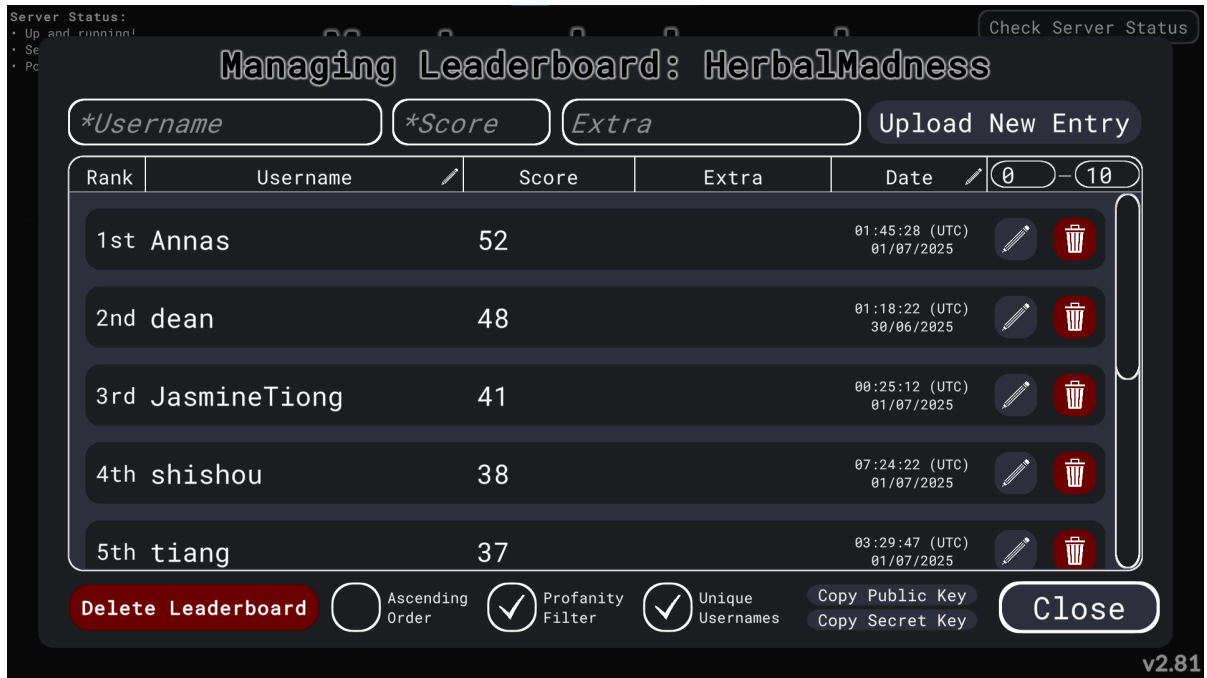 Server Status:
· Up and running!
· Se
· Po
Check Server Status
Managing Leaderboard: HerbalMadness
*Username
*Score
Extra
Upload New Entry
Rank
Username
Score
Extra
Date
0
–
10
1st Annas 52 01:45:28 (UTC)
01/07/2025
2nd dean 48 01:18:22 (UTC)
30/06/2025
3rd JasmineTiong 41 00:25:12 (UTC)
01/07/2025
4th shishou 38 07:24:22 (UTC)
01/07/2025
5th tiang 37 03:29:47 (UTC)
01/07/2025
Delete Leaderboard
Ascending
Order
Profanity
Filter
Unique
Usernames
Copy Public Key
Copy Secret Key
Close
v2.81